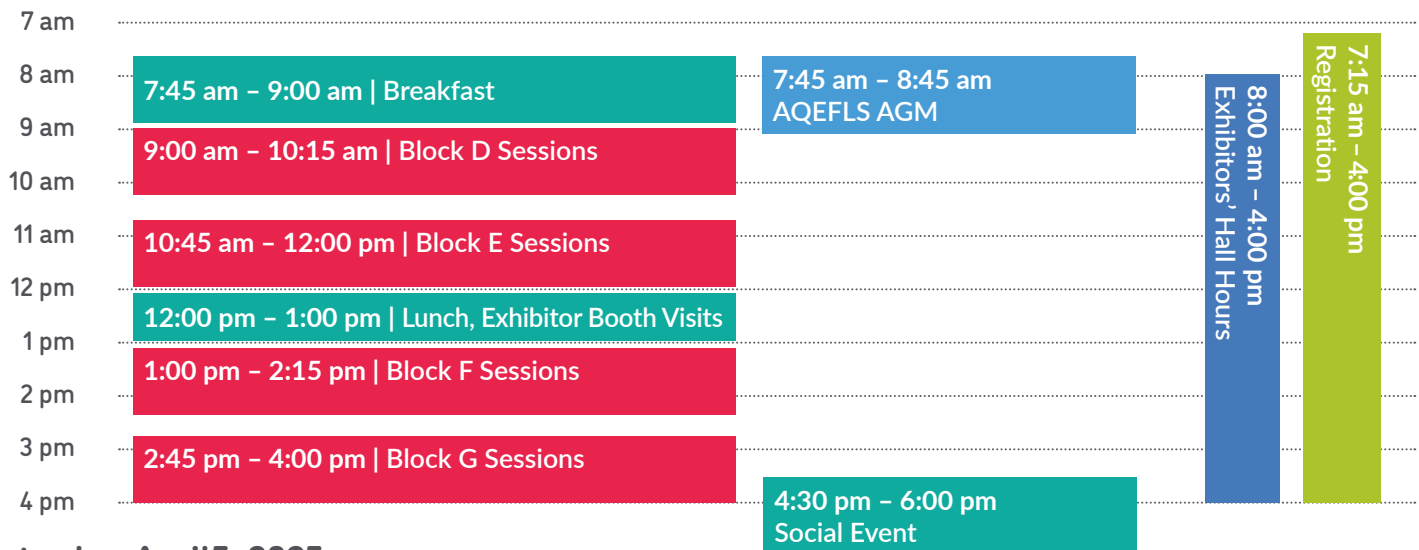 7 am
8 am
9 am
10 am
11 am
12 pm
1 pm
2 pm
3 pm
4 pm
7:45 am – 9:00 am | Breakfast
9:00 am – 10:15 am | Block D Sessions
10:45 am – 12:00 pm | Block E Sessions
12:00 pm – 1:00 pm | Lunch, Exhibitor Booth Visits
1:00 pm – 2:15 pm | Block F Sessions
2:45 pm – 4:00 pm | Block G Sessions
7:45 am – 8:45 am
AQEFLS AGM
4:30 pm – 6:00 pm
Social Event
8:00 am – 4:00 pm
Exhibitors' Hall Hours
7:15 am – 4:00 pm
Registration